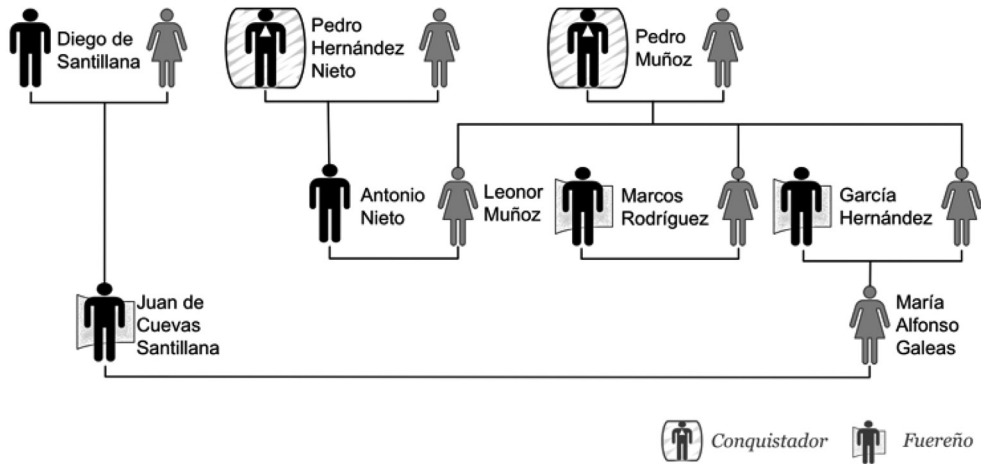 Diego de
Santillana
Pedro
Hernández
Nieto
Pedro
Muñoz
Antonio
Nieto
Leonor
Muñoz
Marcos
Rodríguez
García
Hernández
Juan de
Cuevas
Santillana
María
Alfonso
Galeas
Conquistador
Fuereño